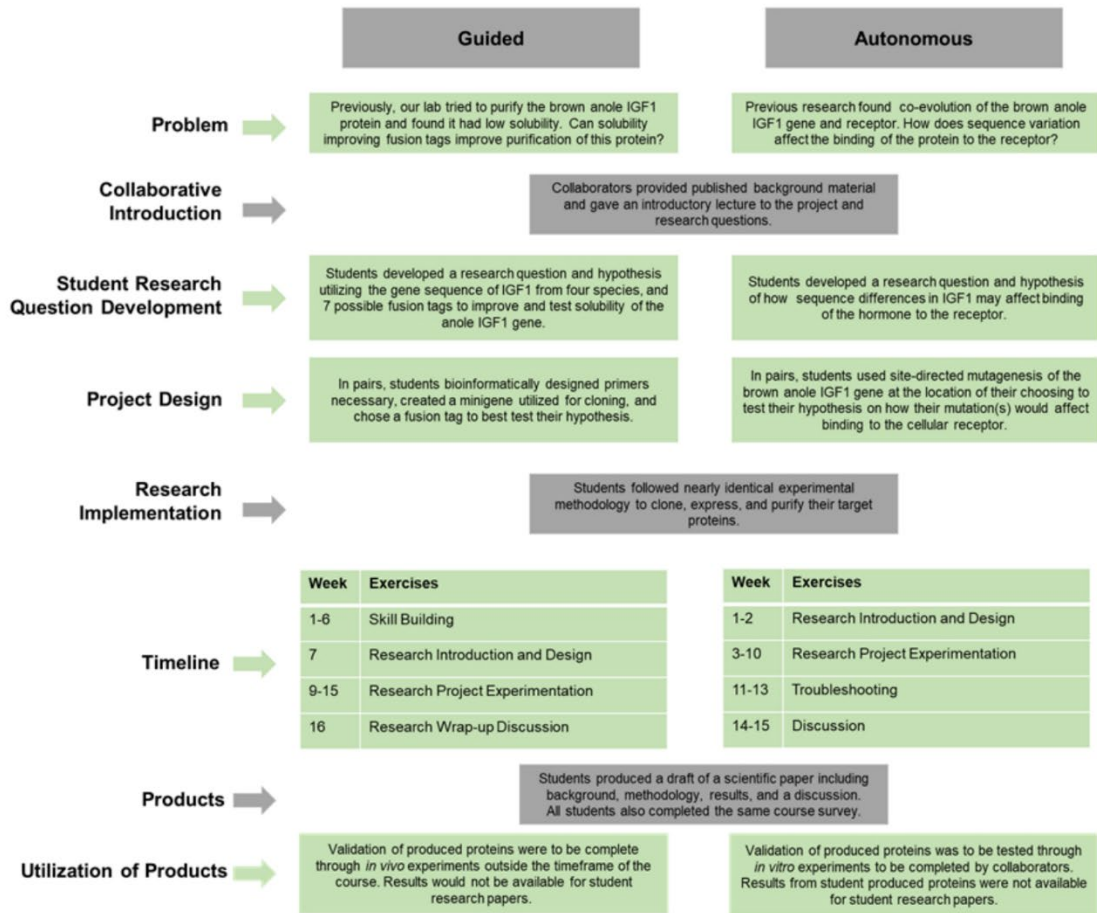 Guided
Autonomous
Problem
Previously, our lab tried to purify the brown anole IGF1
protein and found it had low solubility. Can solubility
improving fusion tags improve purification of this protein?
Previous research found co-evolution of the brown anole
IGF1 gene and receptor. How does sequence variation
affect the binding of the protein to the receptor?
Collaborative
Introduction
Collaborators provided published background material
and gave an introductory lecture to the project and
research questions.
Student Research
Question Development
Students developed a research question and hypothesis
utilizing the gene sequence of IGF1 from four species, and
7 possible fusion tags to improve and test solubility of the
anole IGF1 gene.
Students developed a research question and hypothesis
of how sequence differences in IGF1 may affect binding
of the hormone to the receptor.
Project Design
In pairs, students bioinformatically designed primers
necessary, created a minigene utilized for cloning, and
chose a fusion tag to best test their hypothesis.
In pairs, students used site-directed mutagenesis of the
brown anole IGF1 gene at the location of their choosing to
test their hypothesis on how their mutation(s) would affect
binding to the cellular receptor.
Research
Implementation
Students followed nearly identical experimental
methodology to clone, express, and purify their target
proteins.
Timeline
Week Exercises
1-6 Skill Building
7 Research Introduction and Design
9-15 Research Project Experimentation
16 Research Wrap-up Discussion
Week Exercises
1-2 Research Introduction and Design
3-10 Research Project Experimentation
11-13 Troubleshooting
14-15 Discussion
Products
Students produced a draft of a scientific paper including
background, methodology, results, and a discussion.
All students also completed the same course survey.
Utilization of Products
Validation of produced proteins were to be complete
through in vivo experiments outside the timeframe of the
course. Results would not be available for student
research papers.
Validation of produced proteins was to be tested through
in vitro experiments to be completed by collaborators.
Results from student produced proteins were not available
for student research papers.